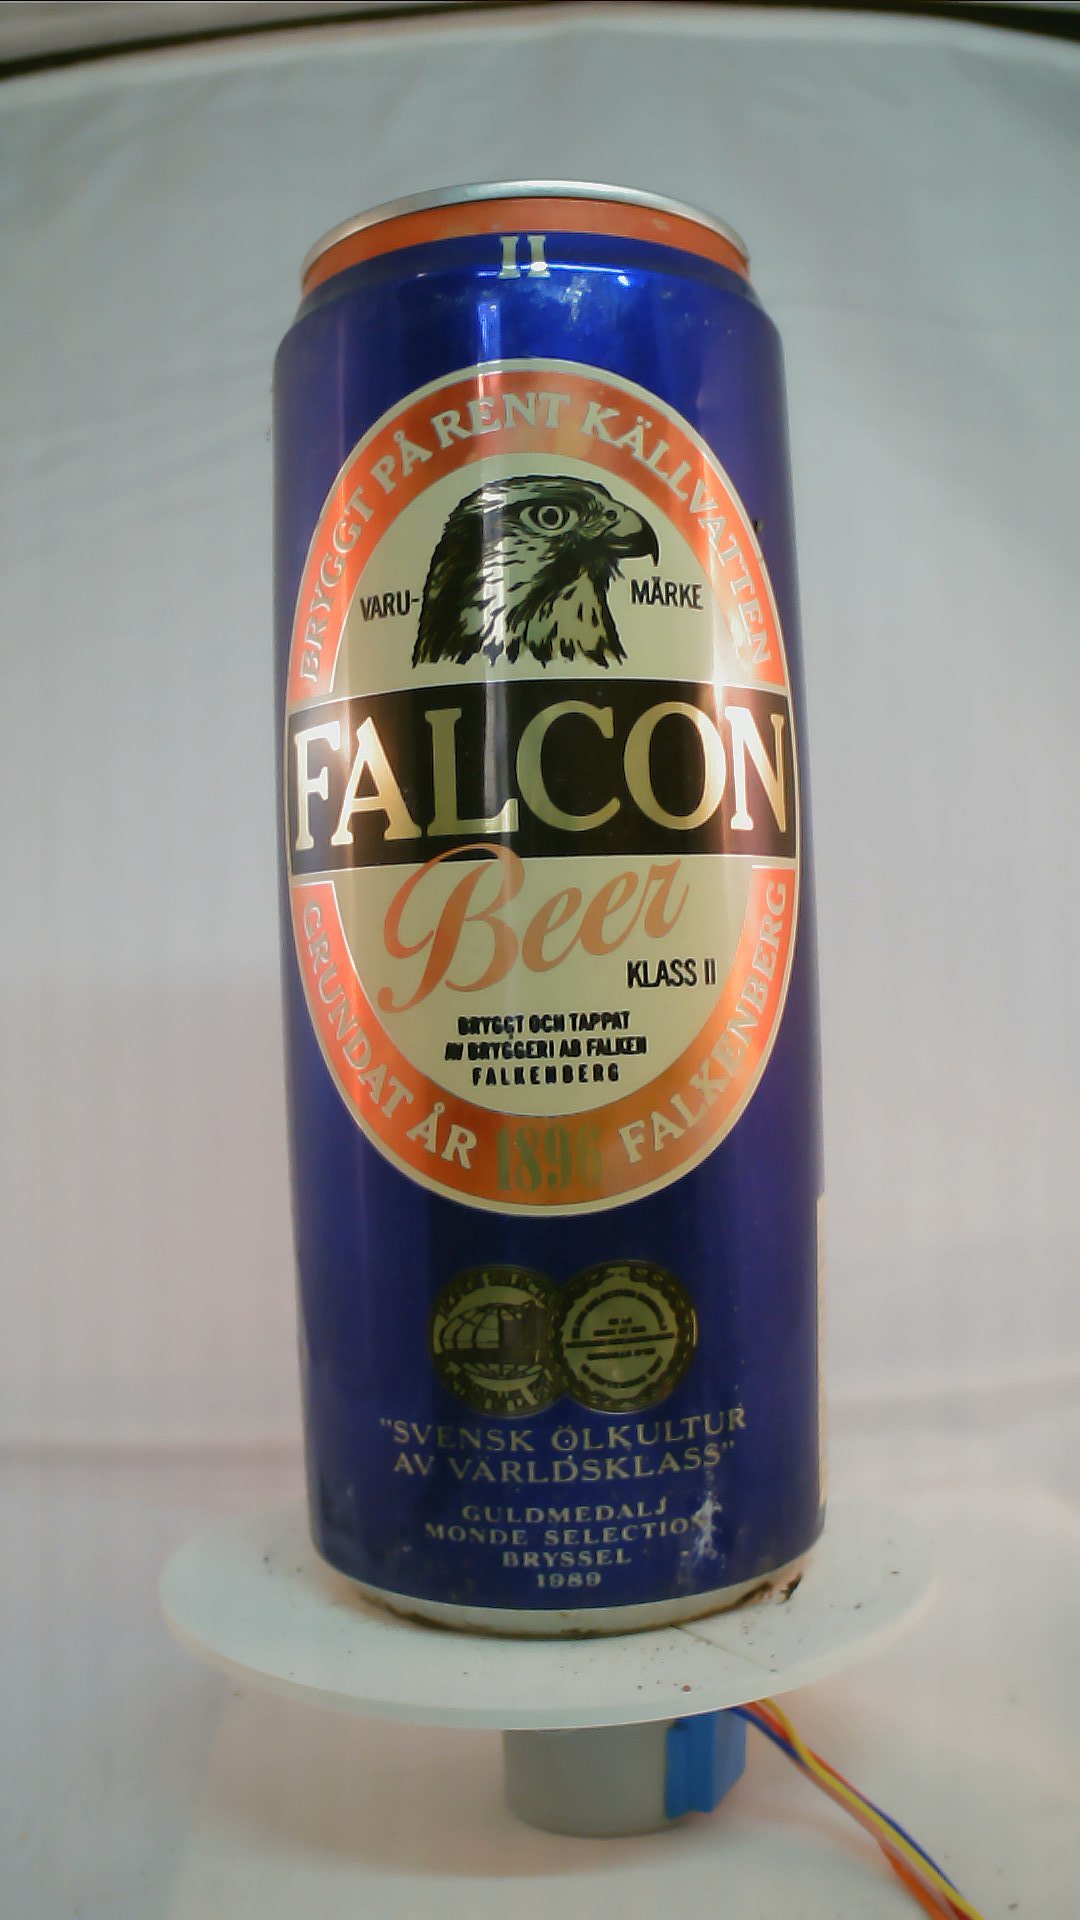 II
BRYGGT PÅ RENT KÄLLVATTEN
VARU- MÄRKE
FALCON
Beer
KLASS II
BRYGGT OCH TAPPAT
AV BRYGGERI AB FALKEN
FALKENBERG
GRUNDAT ÅR 1896 FALKENBERG
"SVENSK ÖLKULTUR
AV VÄRLDSKLASS"
GULDMEDALJ
MONDE SELECTION
BRYSSEL
1989